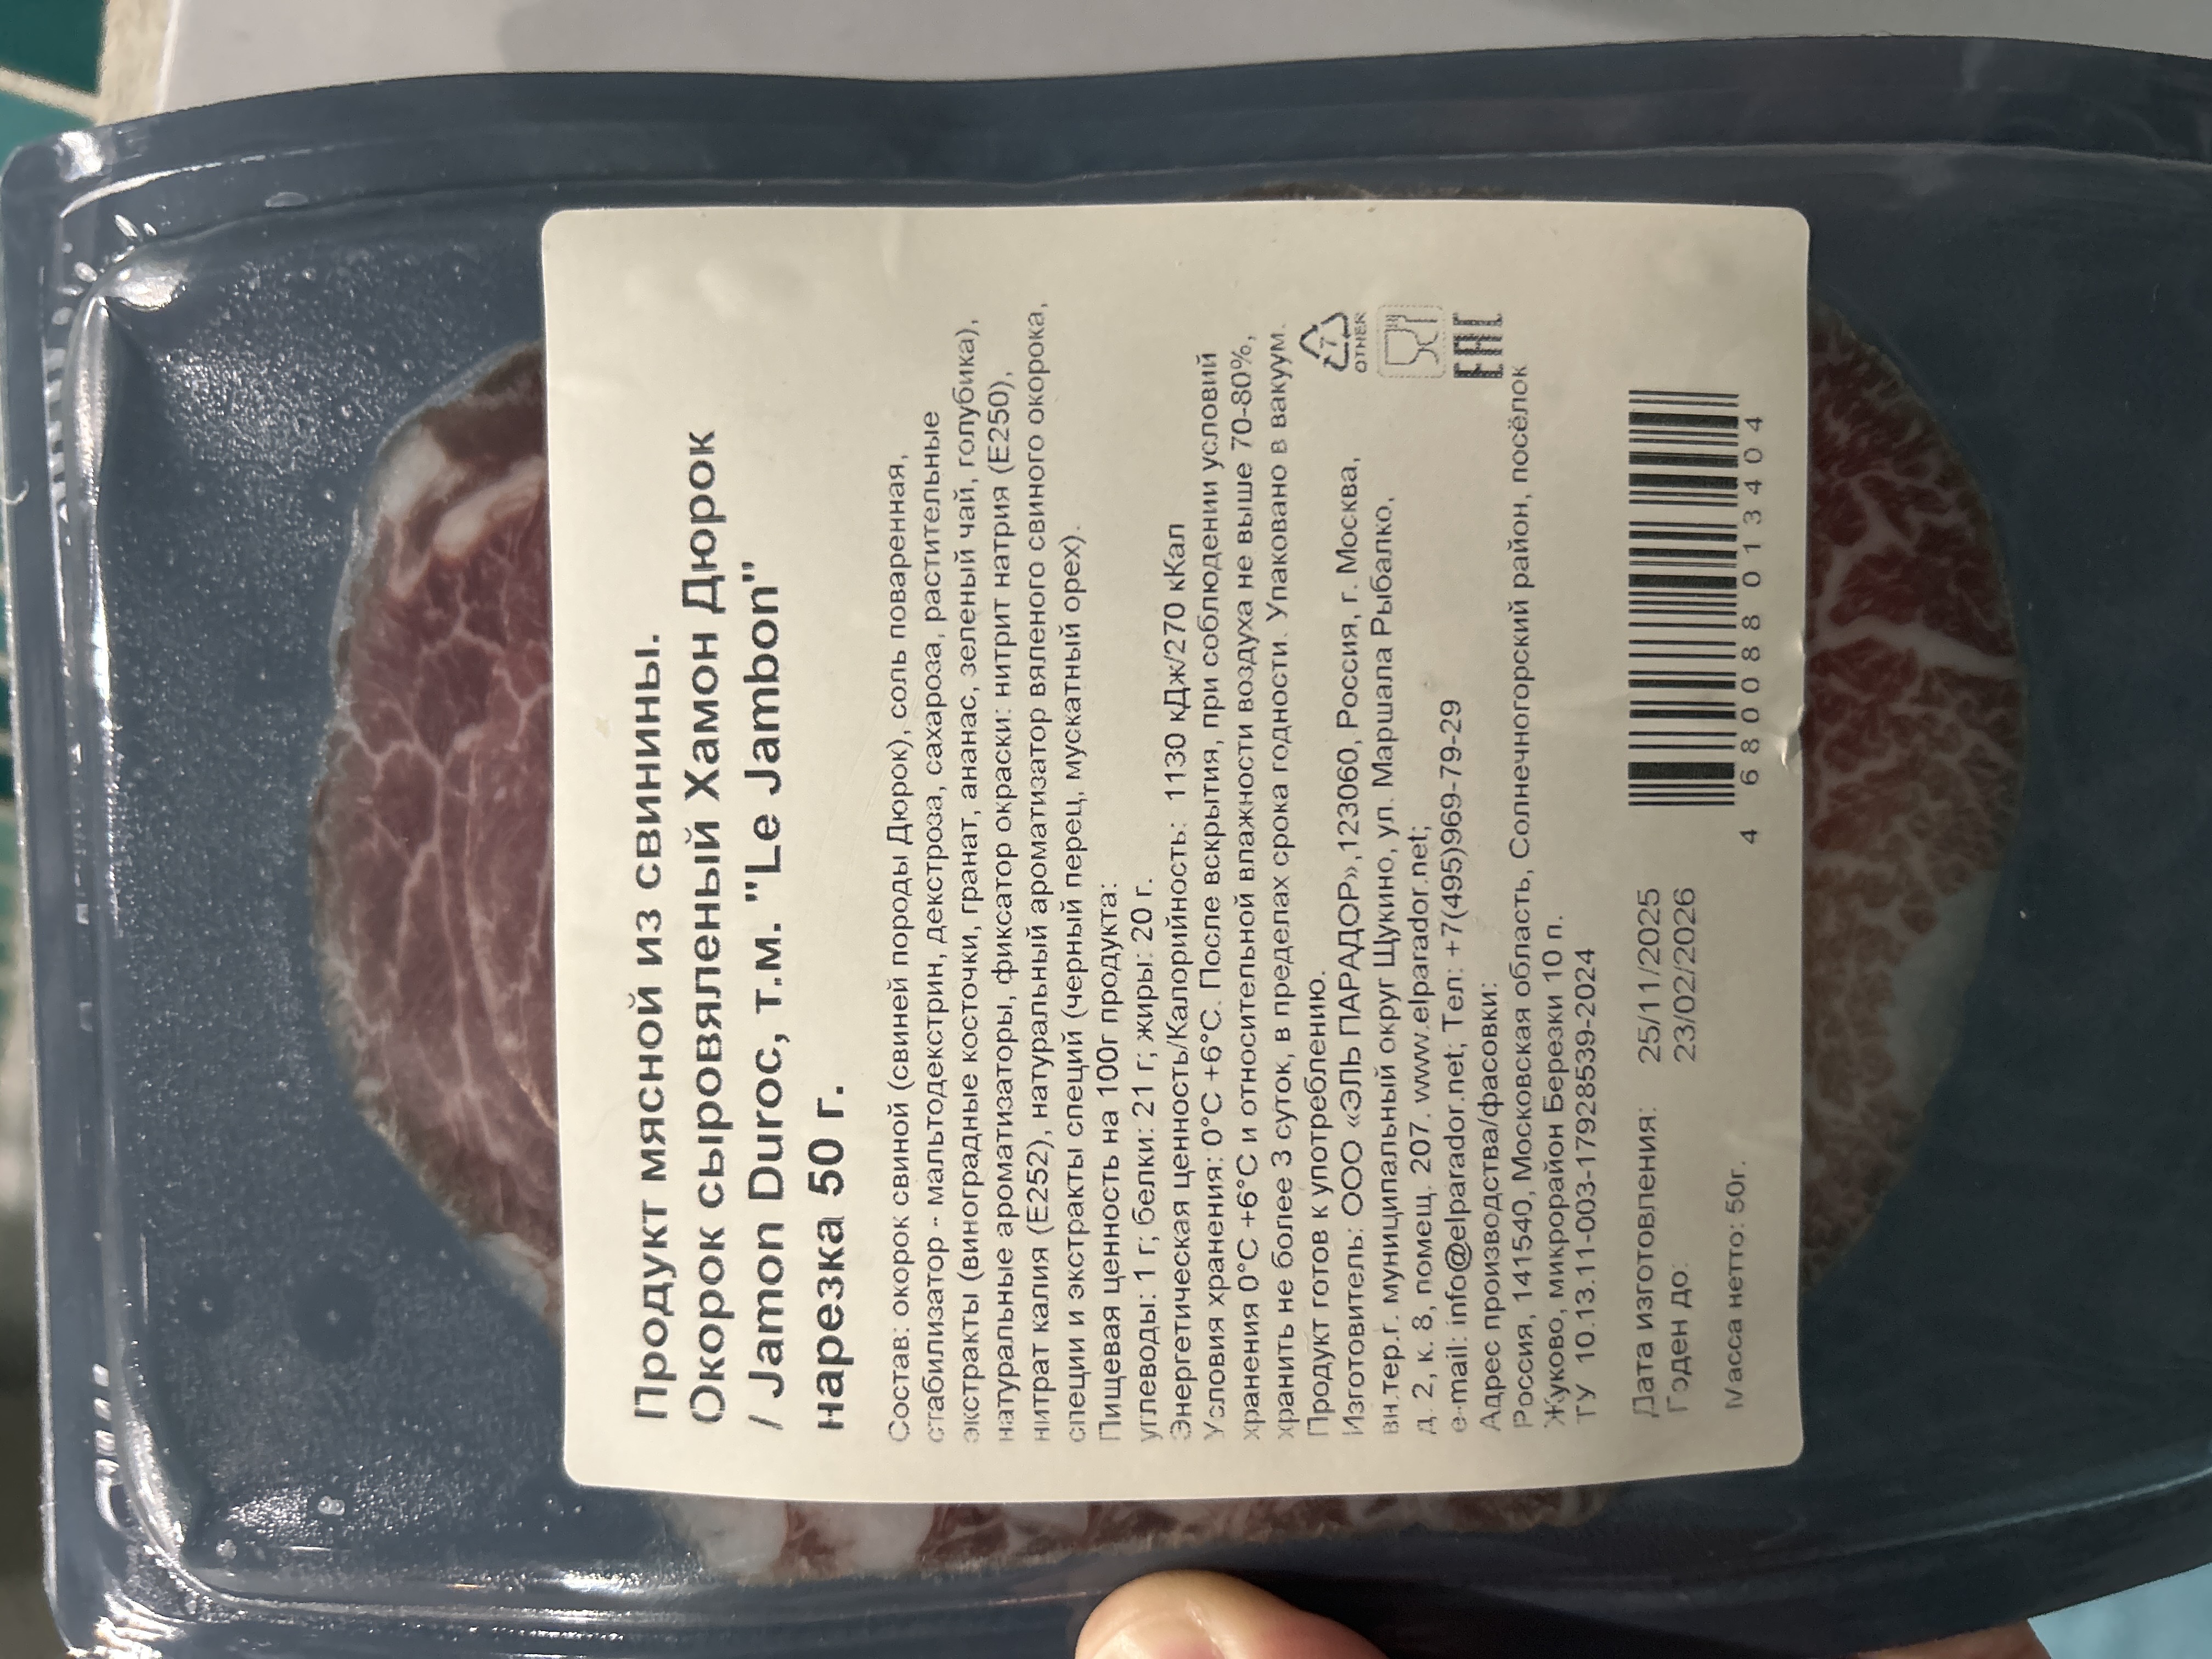 Продукт мясной из свинины.
Окорок сыровяленый Хамон Дюрок
/ Jamon Duroc, т.м. "Le Jambon"
нарезка 50 г.
Состав: окорок свиной (свиней породы Дюрок), соль поваренная,
стабилизатор - мальтодекстрин, декстроза, сахароза, растительные
экстракты (виноградные косточки, гранат, ананас, зеленый чай, голубика),
натуральные ароматизаторы, фиксатор окраски: нитрит натрия (Е250),
нитрат калия (Е252), натуральный ароматизатор вяленого свиного окорока,
специи и экстракты специй (черный перец, мускатный орех).
Пищевая ценность на 100г продукта:
углеводы: 1 г; белки: 21 г; жиры: 20 г.
Энергетическая ценность/Калорийность: 1130 кДж/270 кКал
Условия хранения: 0°С +6°С. После вскрытия, при соблюдении условий
хранения 0°С +6°С и относительной влажности воздуха не выше 70-80%,
хранить не более 3 суток, в пределах срока годности. Упаковано в вакуум.
Продукт готов к употреблению.
Изготовитель: ООО «ЭЛЬ ПАРАДОР»,123060, Россия, г. Москва,
вн.тер.г. муниципальный округ Щукино, ул. Маршала Рыбалко,
д. 2, к. 8, помещ. 207. www.elparador.net;
e-mail: info@elparador.net; Тел: +7(495)969-79-29
Адрес производства/фасовки:
Россия, 141540, Московская область, Солнечногорский район, посёлок
Жуково, микрорайон Березки 10 п.
ТУ 10.13.11-003-17928539-2024
7
OTHER
EAC
Дата изготовления: 25/11/2025
Годен до: 23/02/2026
Масса нетто: 50г.
4 680088 013404